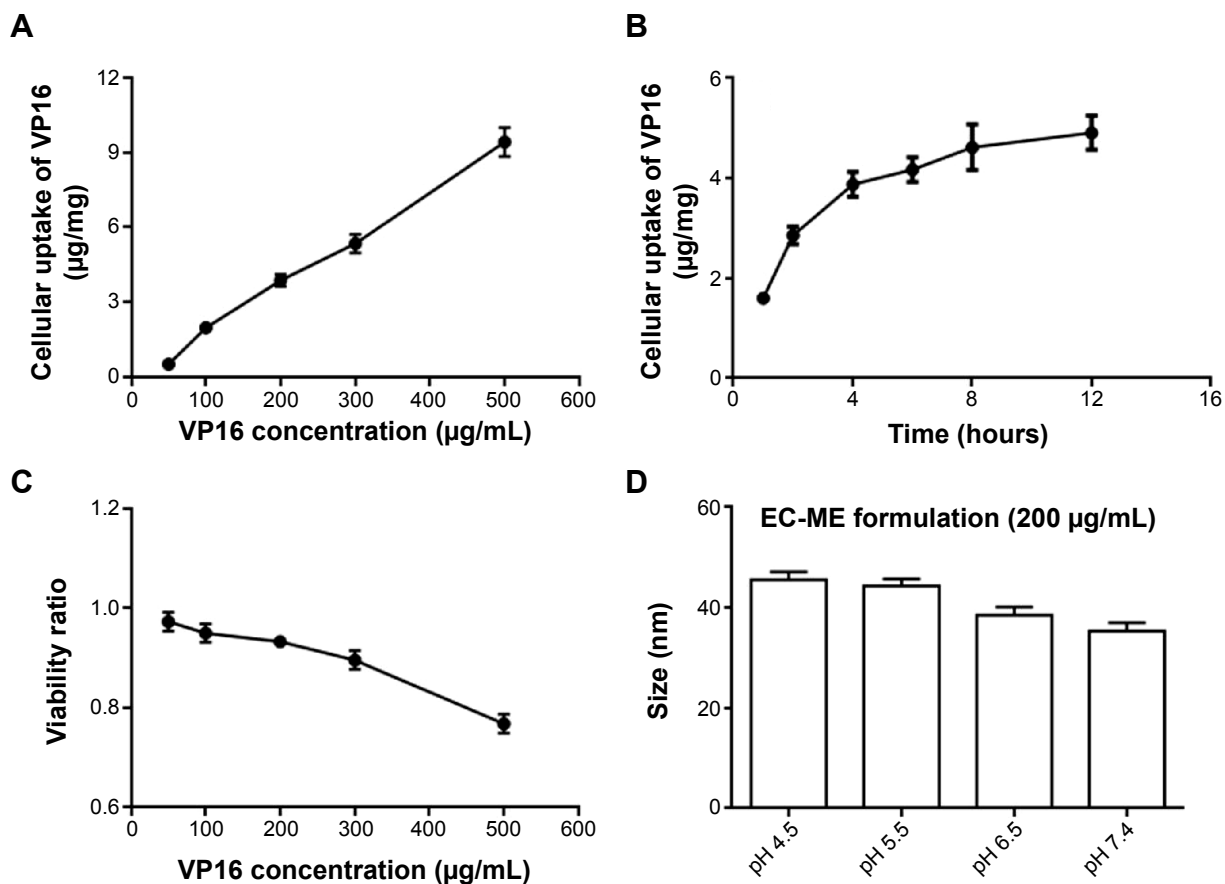 A
Cellular uptake of VP16
(µg/mg)
12
9
6
3
0
0 100 200 300 400 500 600
VP16 concentration (µg/mL)
B
Cellular uptake of VP16
(µg/mg)
6
4
2
0
0 4 8 12 16
Time (hours)
C
Viability ratio
1.2
1.0
0.8
0.6
0 100 200 300 400 500 600
VP16 concentration (µg/mL)
D
EC-ME formulation (200 µg/mL)
Size (nm)
60
40
20
0
pH 4.5
pH 5.5
pH 6.5
pH 7.4